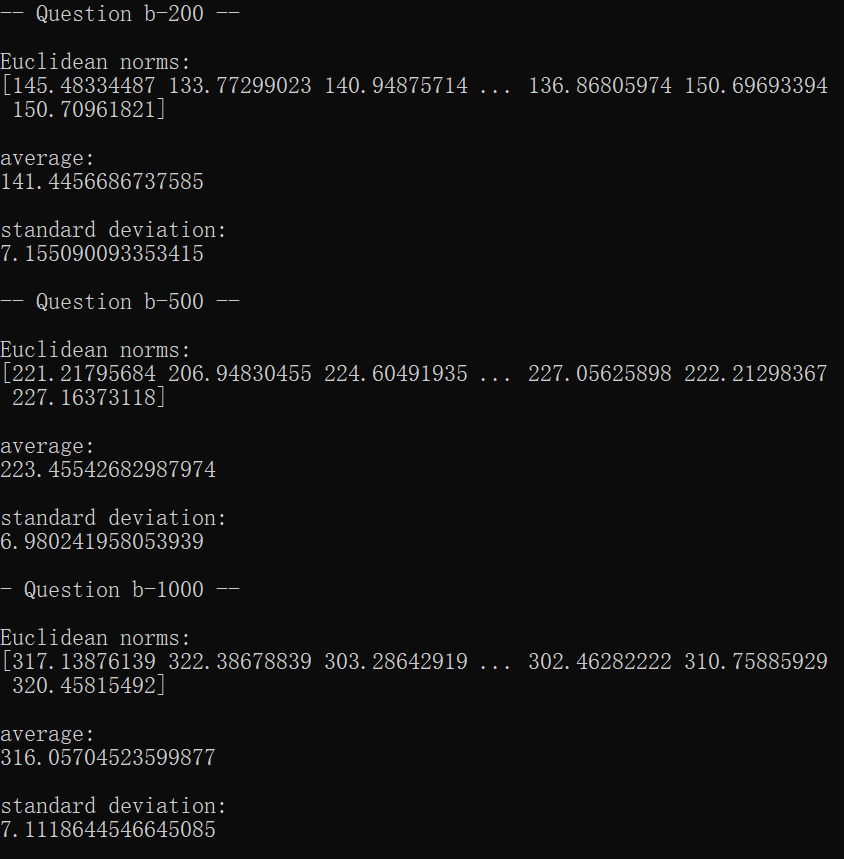 -- Question b-200 --
Euclidean norms:
[145.48334487 133.77299023 140.94875714 ... 136.86805974 150.69693394
150.70961821]
average:
141.4456686737585
standard deviation:
7.155090093353415
-- Question b-500 --
Euclidean norms:
[221.21795684 206.94830455 224.60491935 ... 227.05625898 222.21298367
227.16373118]
average:
223.45542682987974
standard deviation:
6.980241958053939
- Question b-1000 --
Euclidean norms:
[317.13876139 322.38678839 303.28642919 ... 302.46282222 310.75885929
320.45815492]
average:
316.05704523599877
standard deviation:
7.1118644546645085